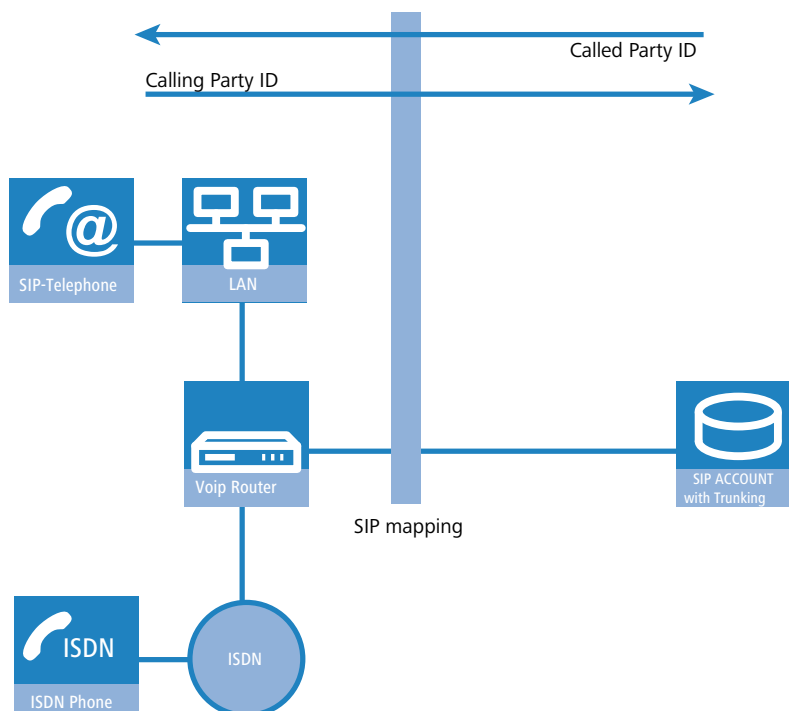 Called Party ID
Calling Party ID
@
SIP-Telephone
LAN
Voip Router
SIP ACCOUNT
with Trunking
SIP mapping
ISDN
ISDN
ISDN Phone